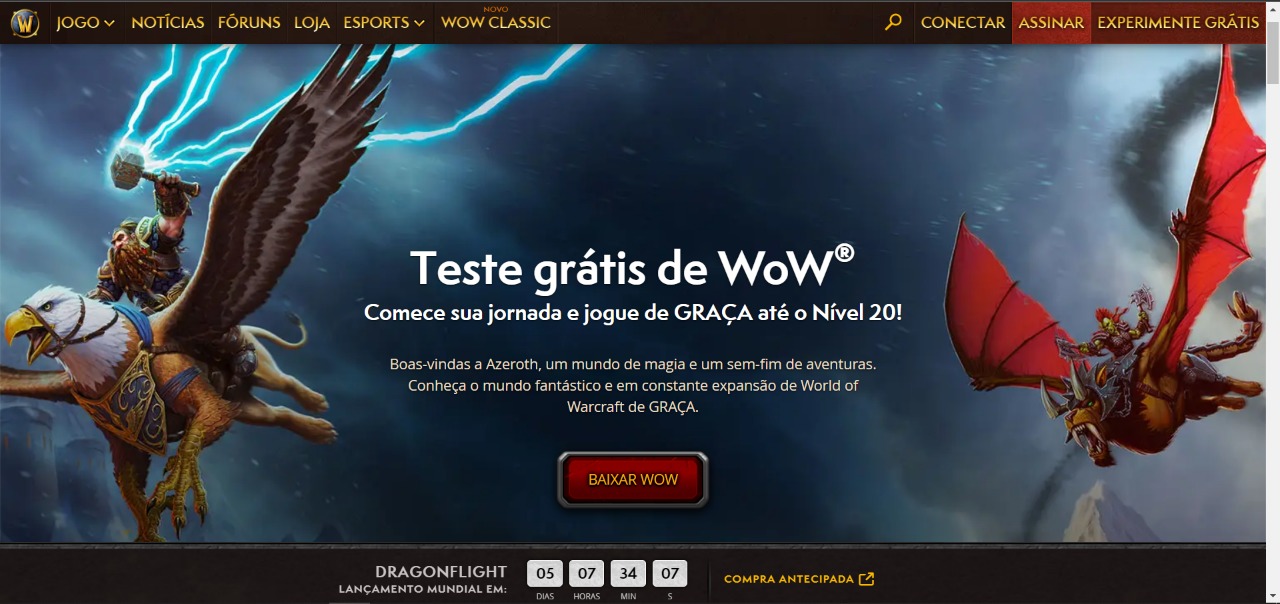 W JOGO NOTÍCIAS FÓRUNS LOJA ESPORTS NOVO WOW CLASSIC CONECTAR ASSINAR EXPERIMENTE GRÁTIS
Teste grátis de WoW®
Comece sua jornada e jogue de GRAÇA até o Nível 20!
Boas-vindas a Azeroth, um mundo de magia e um sem-fim de aventuras.
Conheça o mundo fantástico e em constante expansão de World of
Warcraft de GRAÇA.
BAIXAR WOW
DRAGONFLIGHT
LANÇAMENTO MUNDIAL EM:
05 07 34 07
DIAS HORAS MIN S
COMPRA ANTECIPADA